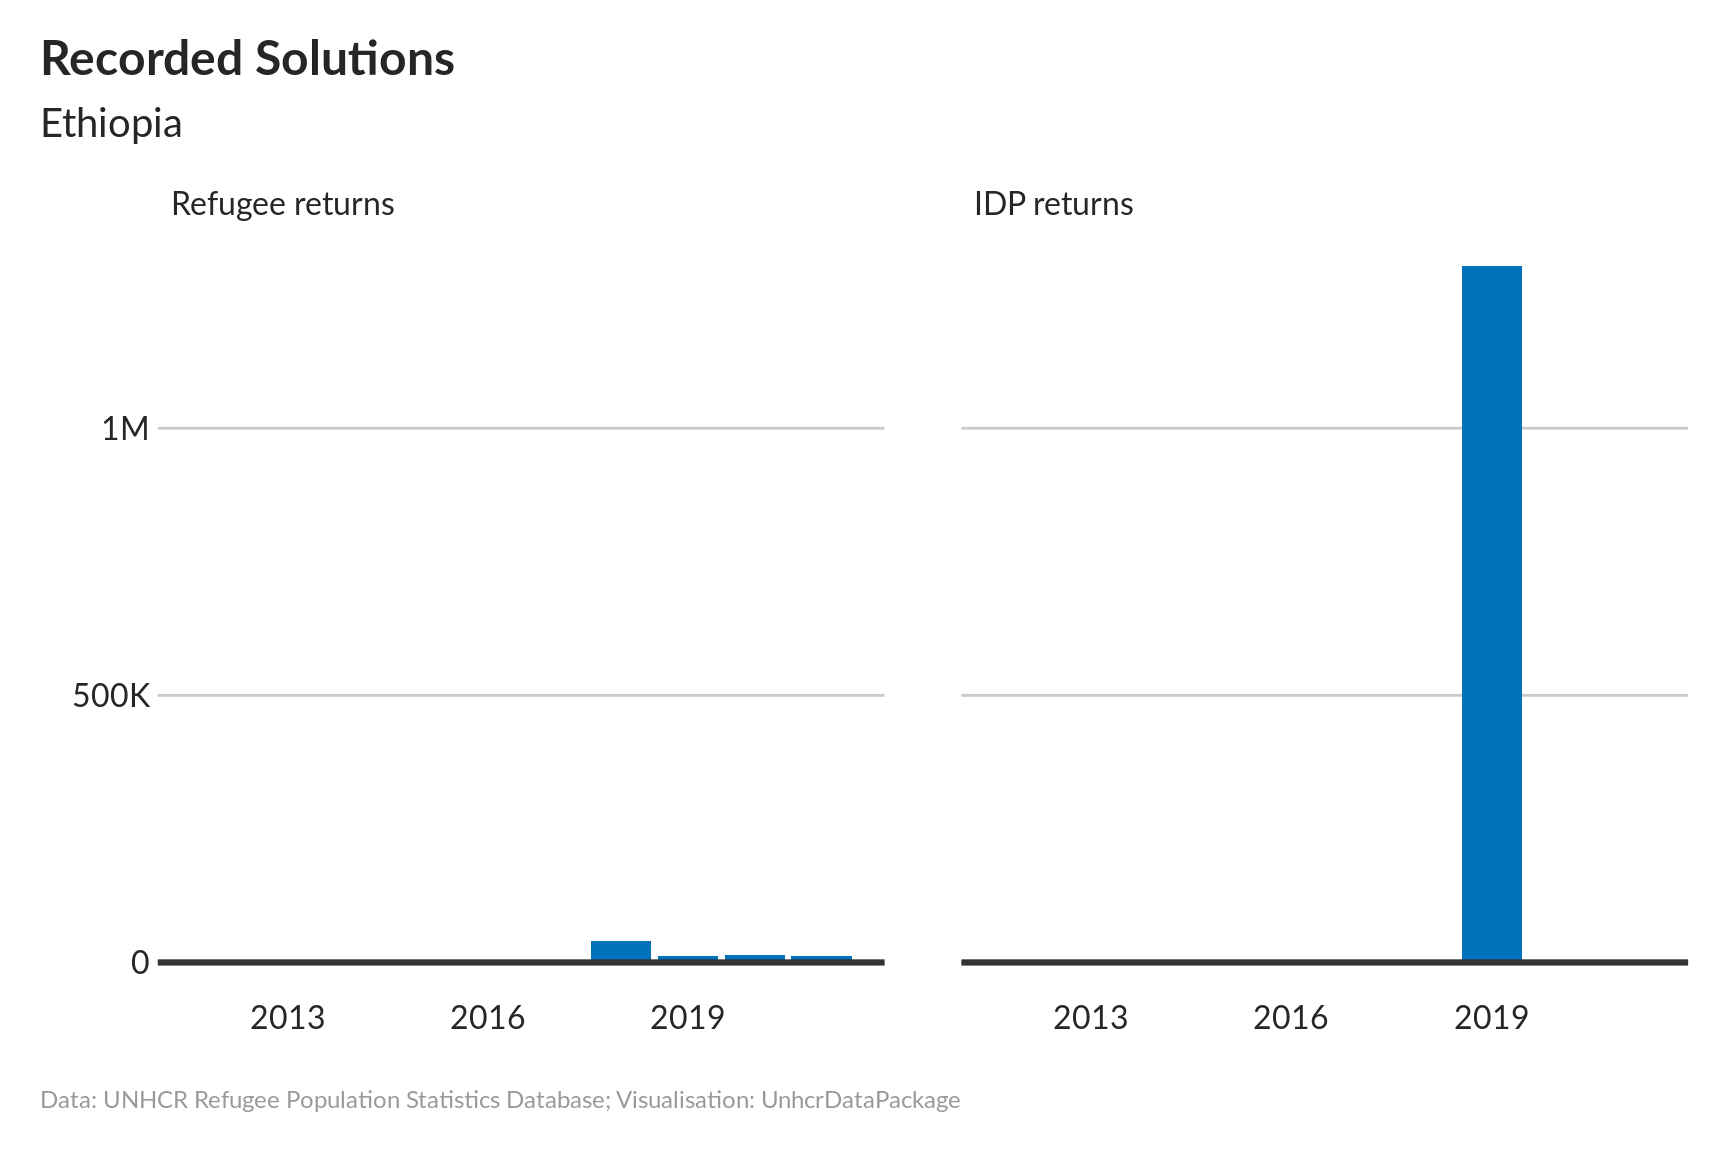 Recorded Solutions
Ethiopia
Refugee returns
IDP returns
1M
500K
0
2013 2016 2019
2013 2016 2019
Data: UNHCR Refugee Population Statistics Database; Visualisation: UnhcrDataPackage